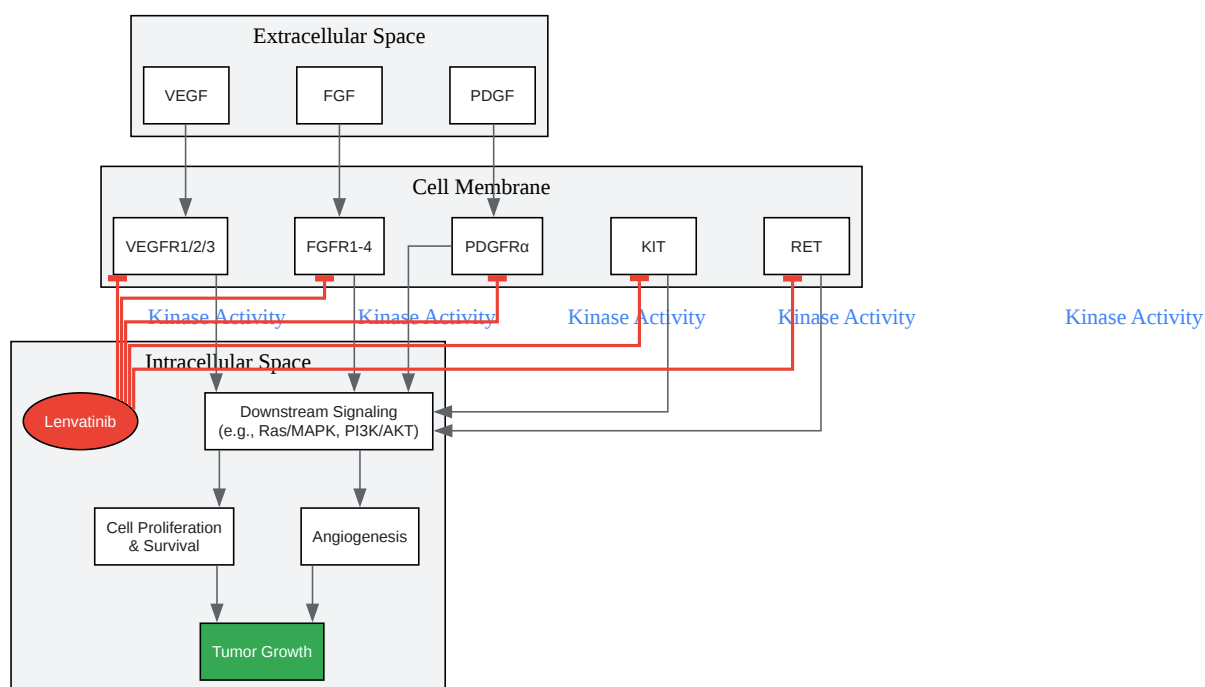 Extracellular Space
VEGF
FGF
PDGF
Cell Membrane
VEGFR1/2/3
FGFR1-4
PDGFRα
KIT
RET
Kinase Activity
Kinase Activity
Kinase Activity
Kinase Activity
Kinase Activity
Intracellular Space
Lenvatinib
Downstream Signaling
(e.g., Ras/MAPK, PI3K/AKT)
Cell Proliferation
& Survival
Angiogenesis
Tumor Growth